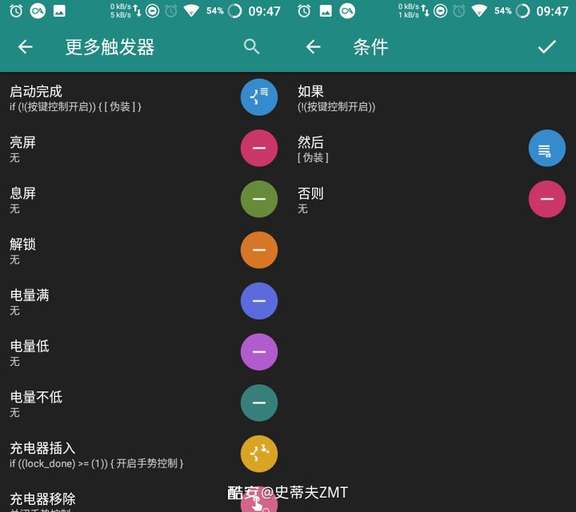 0 kB/s
5 kB/s
54%
09:47
更多触发器
启动完成
if (!(按键控制开启)) { [ 伪装 ] }
亮屏
无
息屏
无
解锁
无
电量满
无
电量低
无
电量不低
无
充电器插入
if ((lock_done) >= (1)) { 开启手势控制 }
充电器移除
0 kB/s
1 kB/s
54%
09:47
条件
如果
(!(按键控制开启))
然后
[ 伪装 ]
否则
无
酷安@史蒂夫ZMT